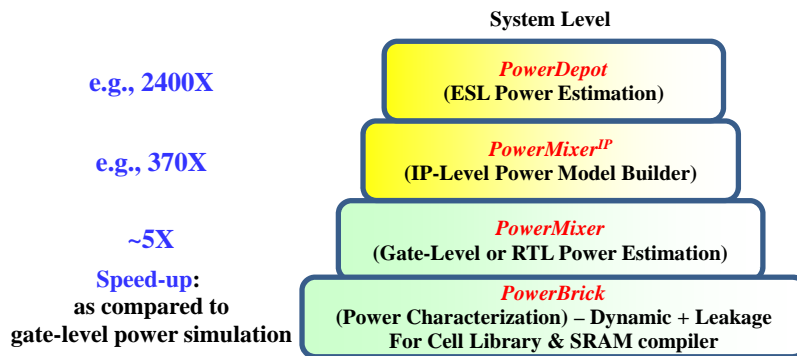 System Level
e.g., 2400X
PowerDepot
(ESL Power Estimation)
e.g., 370X
PowerMixer^IP
(IP-Level Power Model Builder)
~5X
PowerMixer
(Gate-Level or RTL Power Estimation)
Speed-up:
as compared to
gate-level power simulation
PowerBrick
(Power Characterization) – Dynamic + Leakage
For Cell Library & SRAM compiler